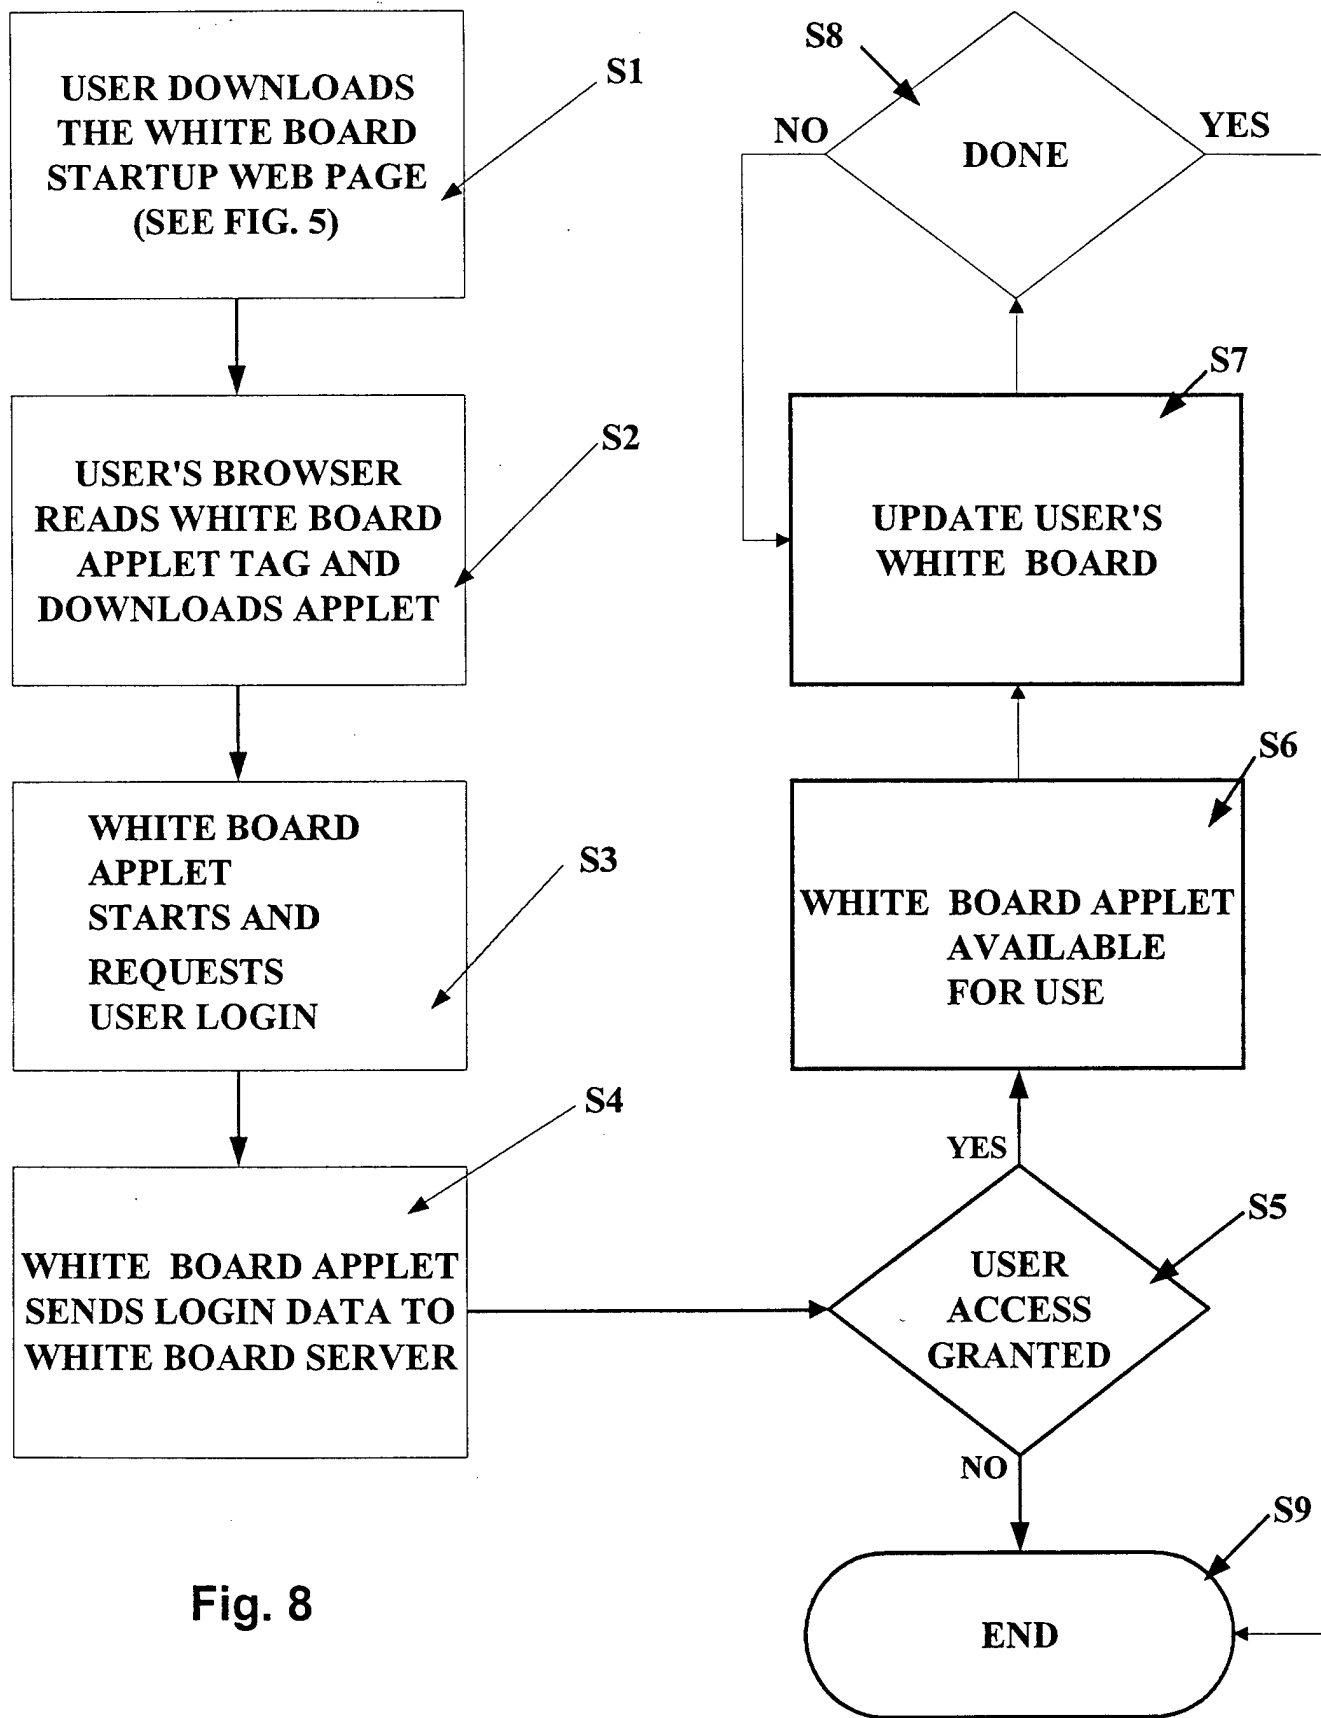 USER DOWNLOADS
THE WHITE BOARD
STARTUP WEB PAGE
(SEE FIG. 5)
S1
USER'S BROWSER
READS WHITE BOARD
APPLET TAG AND
DOWNLOADS APPLET
S2
WHITE BOARD
APPLET
STARTS AND
REQUESTS
USER LOGIN
S3
WHITE BOARD APPLET
SENDS LOGIN DATA TO
WHITE BOARD SERVER
S4
USER
ACCESS
GRANTED
S5
YES
NO
WHITE BOARD APPLET
AVAILABLE
FOR USE
S6
UPDATE USER'S
WHITE BOARD
S7
DONE
S8
NO
YES
END
S9
Fig. 8